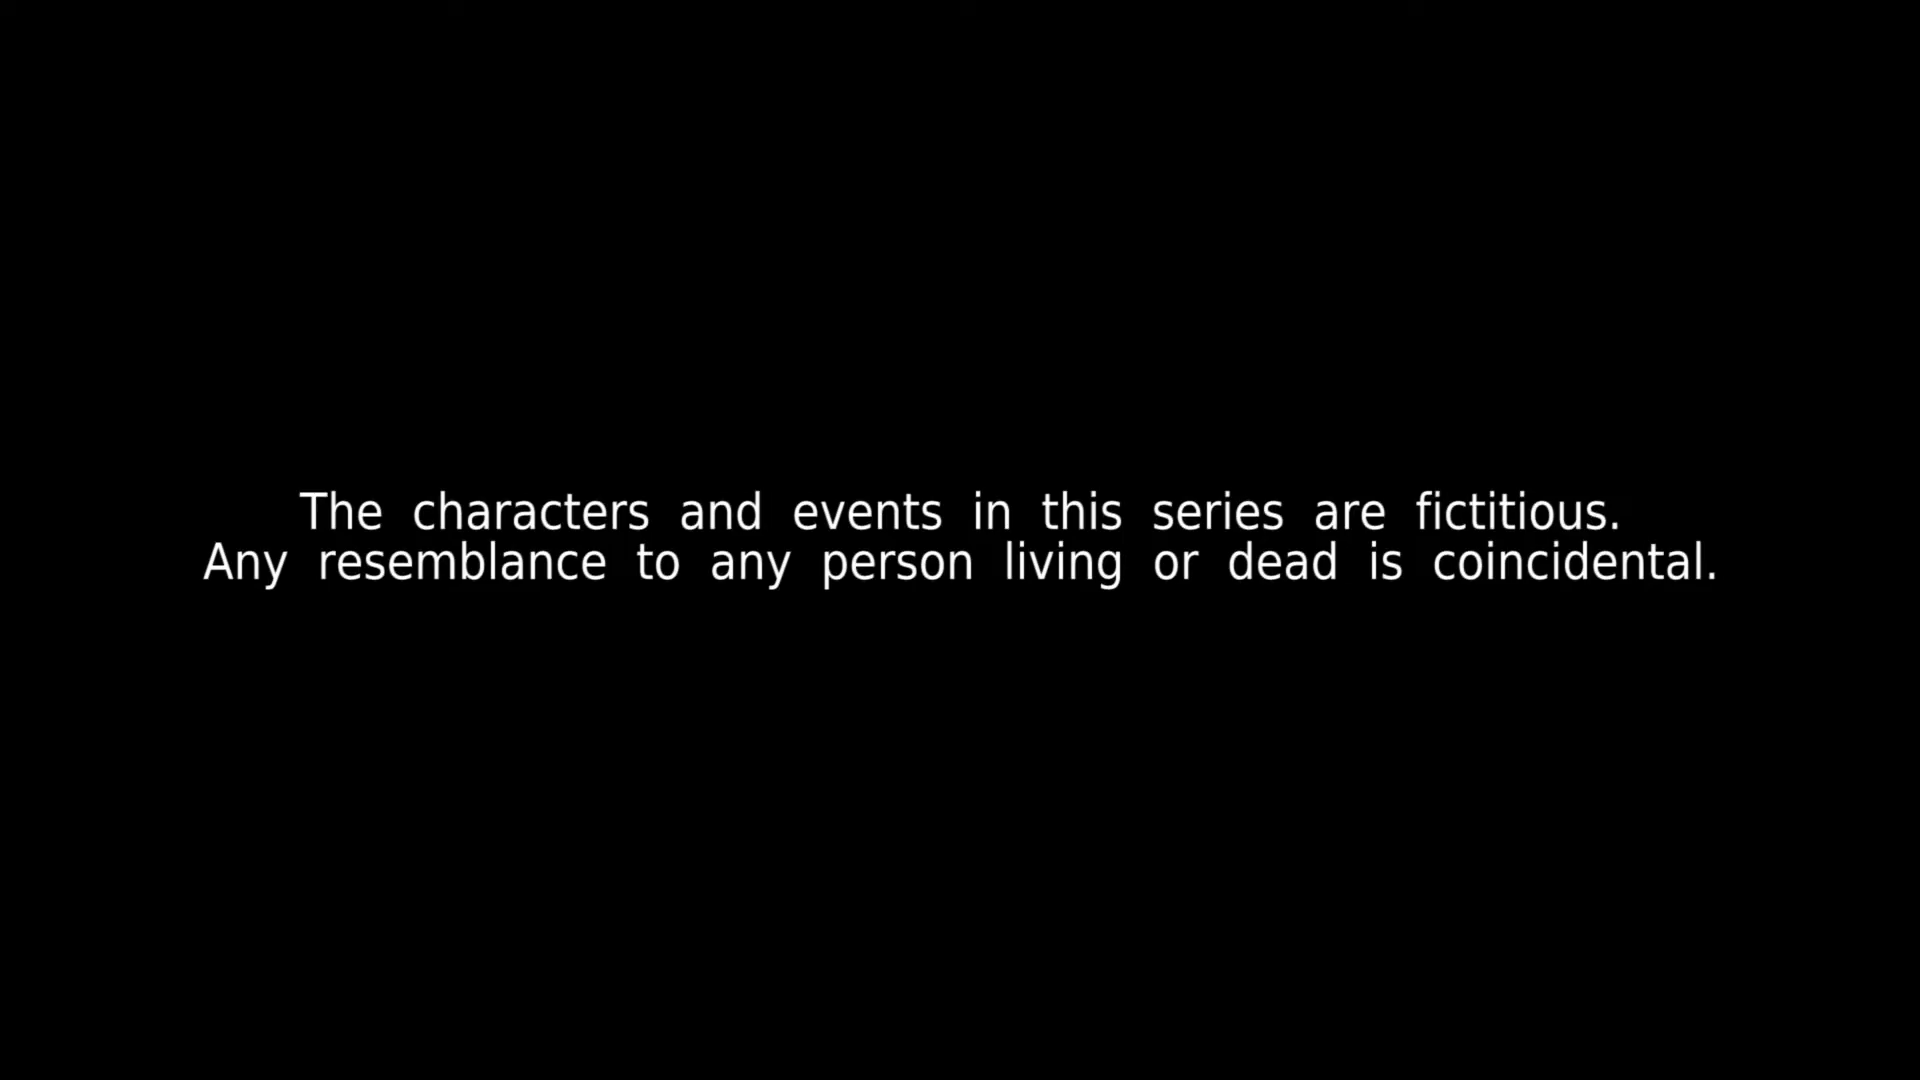 The characters and events in this series are fictitious.
Any resemblance to any person living or dead is coincidental.